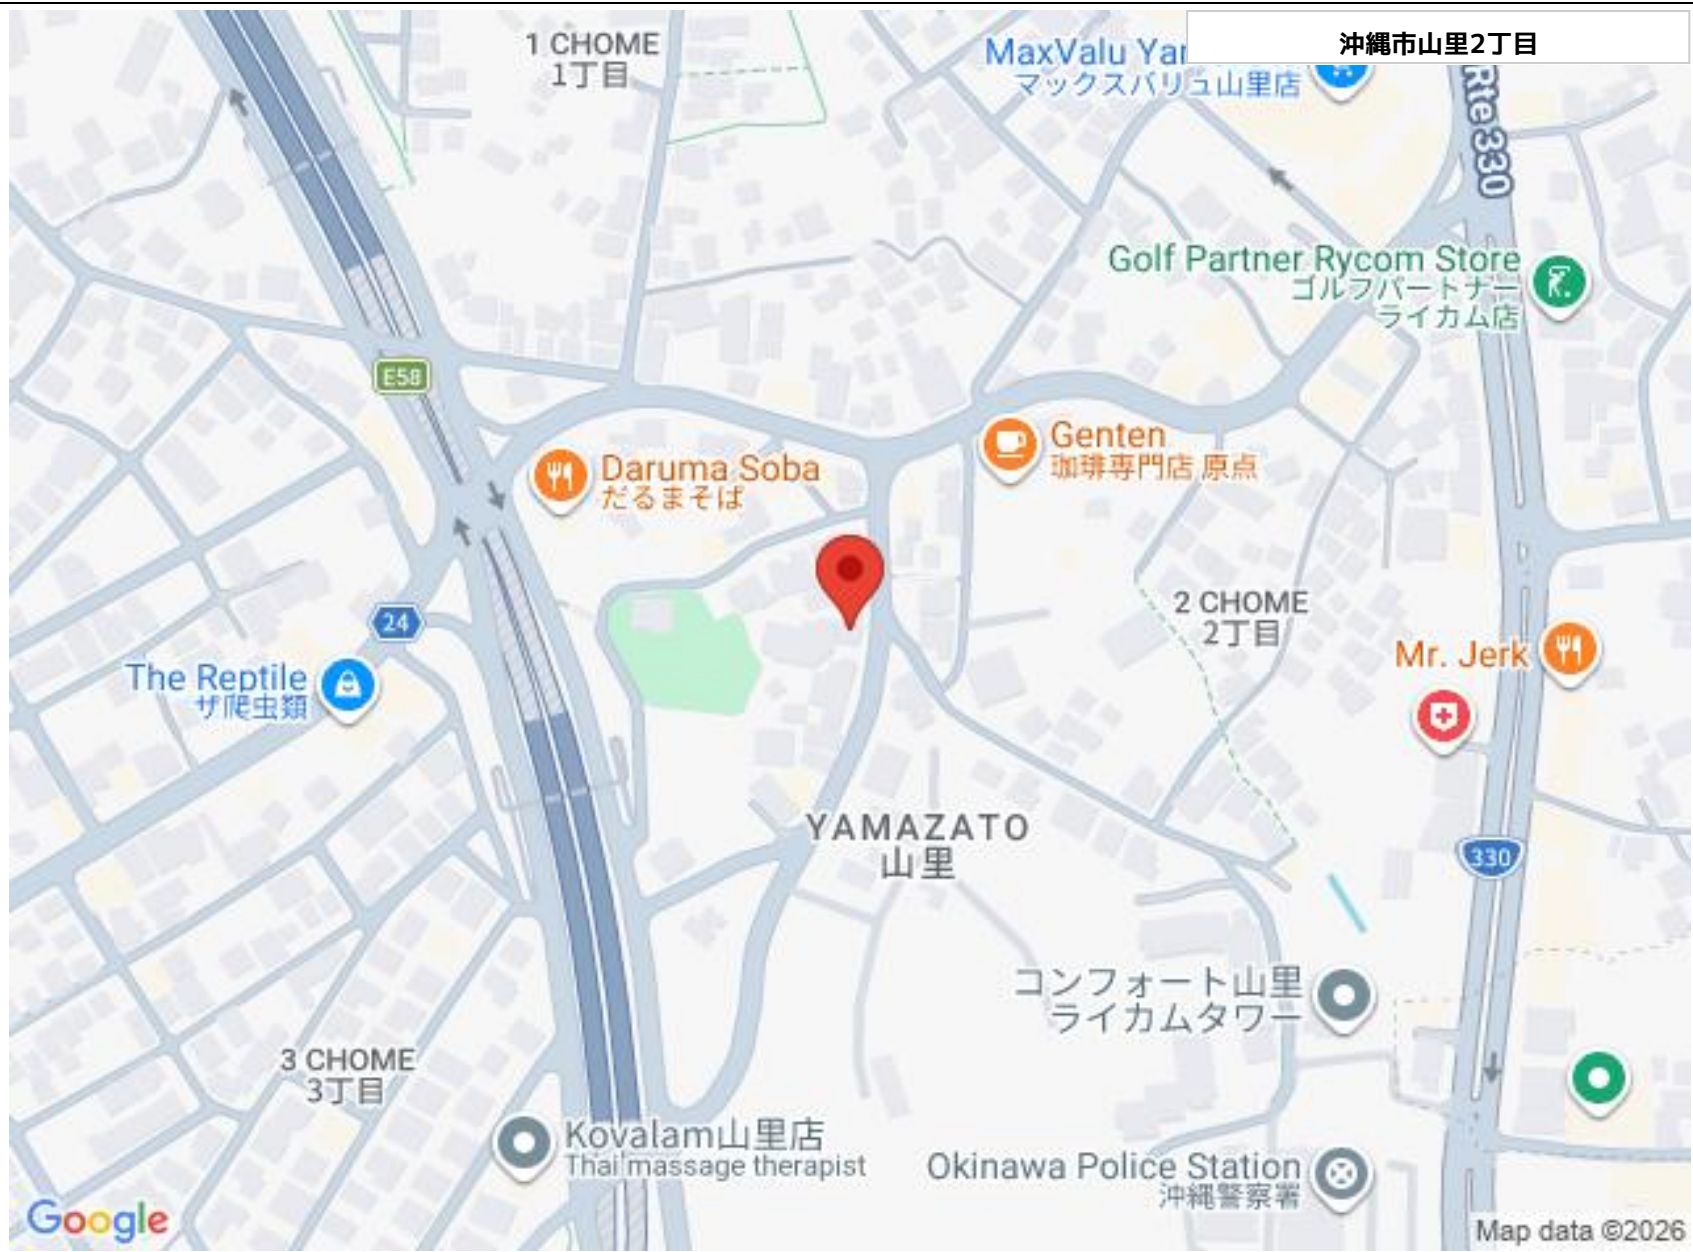 沖縄市山里2丁目
1 CHOME
1丁目
MaxValu Yar
マックスバリュ山里店
Rte 330
Golf Partner Rycom Store
ゴルフパートナー
ライカム店
E58
Genten
珈琲専門店 原点
Daruma Soba
だるまそば
2 CHOME
2丁目
24
Mr. Jerk
The Reptile
ザ爬虫類
YAMAZATO
山里
330
コンフォート山里
ライカムタワー
3 CHOME
3丁目
Kovalam山里店
Thai massage therapist
Okinawa Police Station
沖縄警察署
Google
Map data ©2026